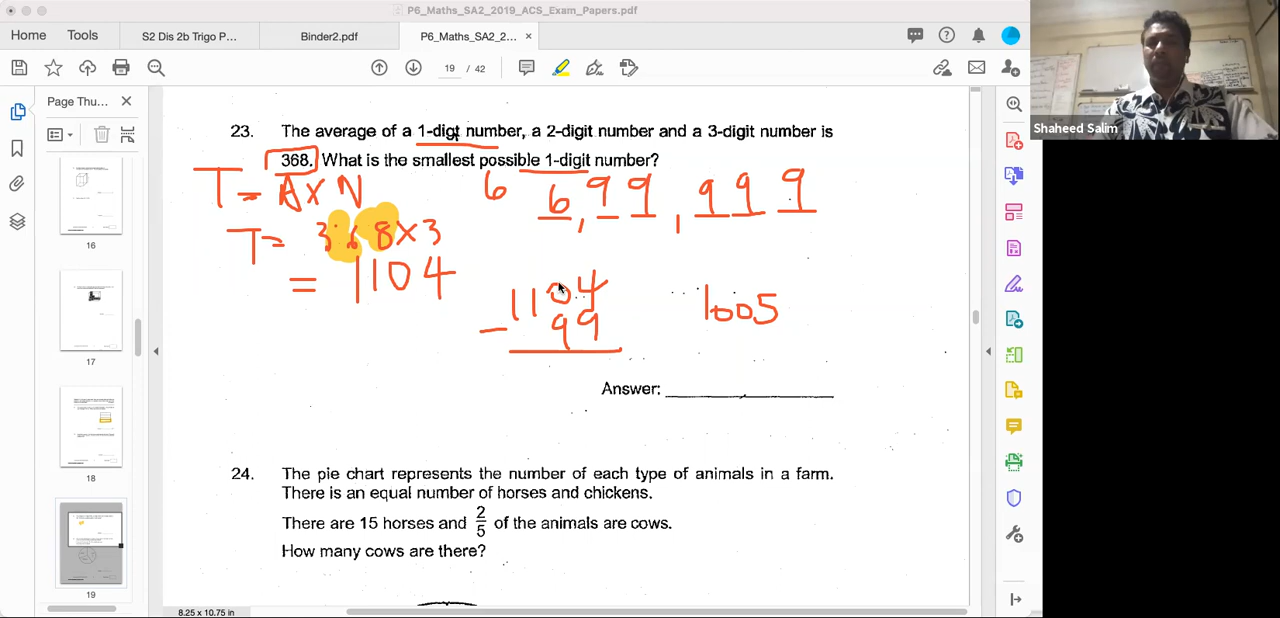 P6_Maths_SA2_2019_ACS_Exam_Papers.pdf
Home Tools S2 Dis 2b Trigo P... Binder2.pdf P6_Maths_SA2_2... ×
19 / 42
Page Thu... ×
16
17
18
19
Shaheed Salim
23. The average of a 1-digt number, a 2-digit number and a 3-digit number is
368. What is the smallest possible 1-digit number?
T = A × N
6 6, 99, 999
T = 368 × 3
= 1104
1104
- 99
1005
Answer:
24. The pie chart represents the number of each type of animals in a farm.
There is an equal number of horses and chickens.
There are 15 horses and 2/5 of the animals are cows.
How many cows are there?
8.25 x 10.75 in